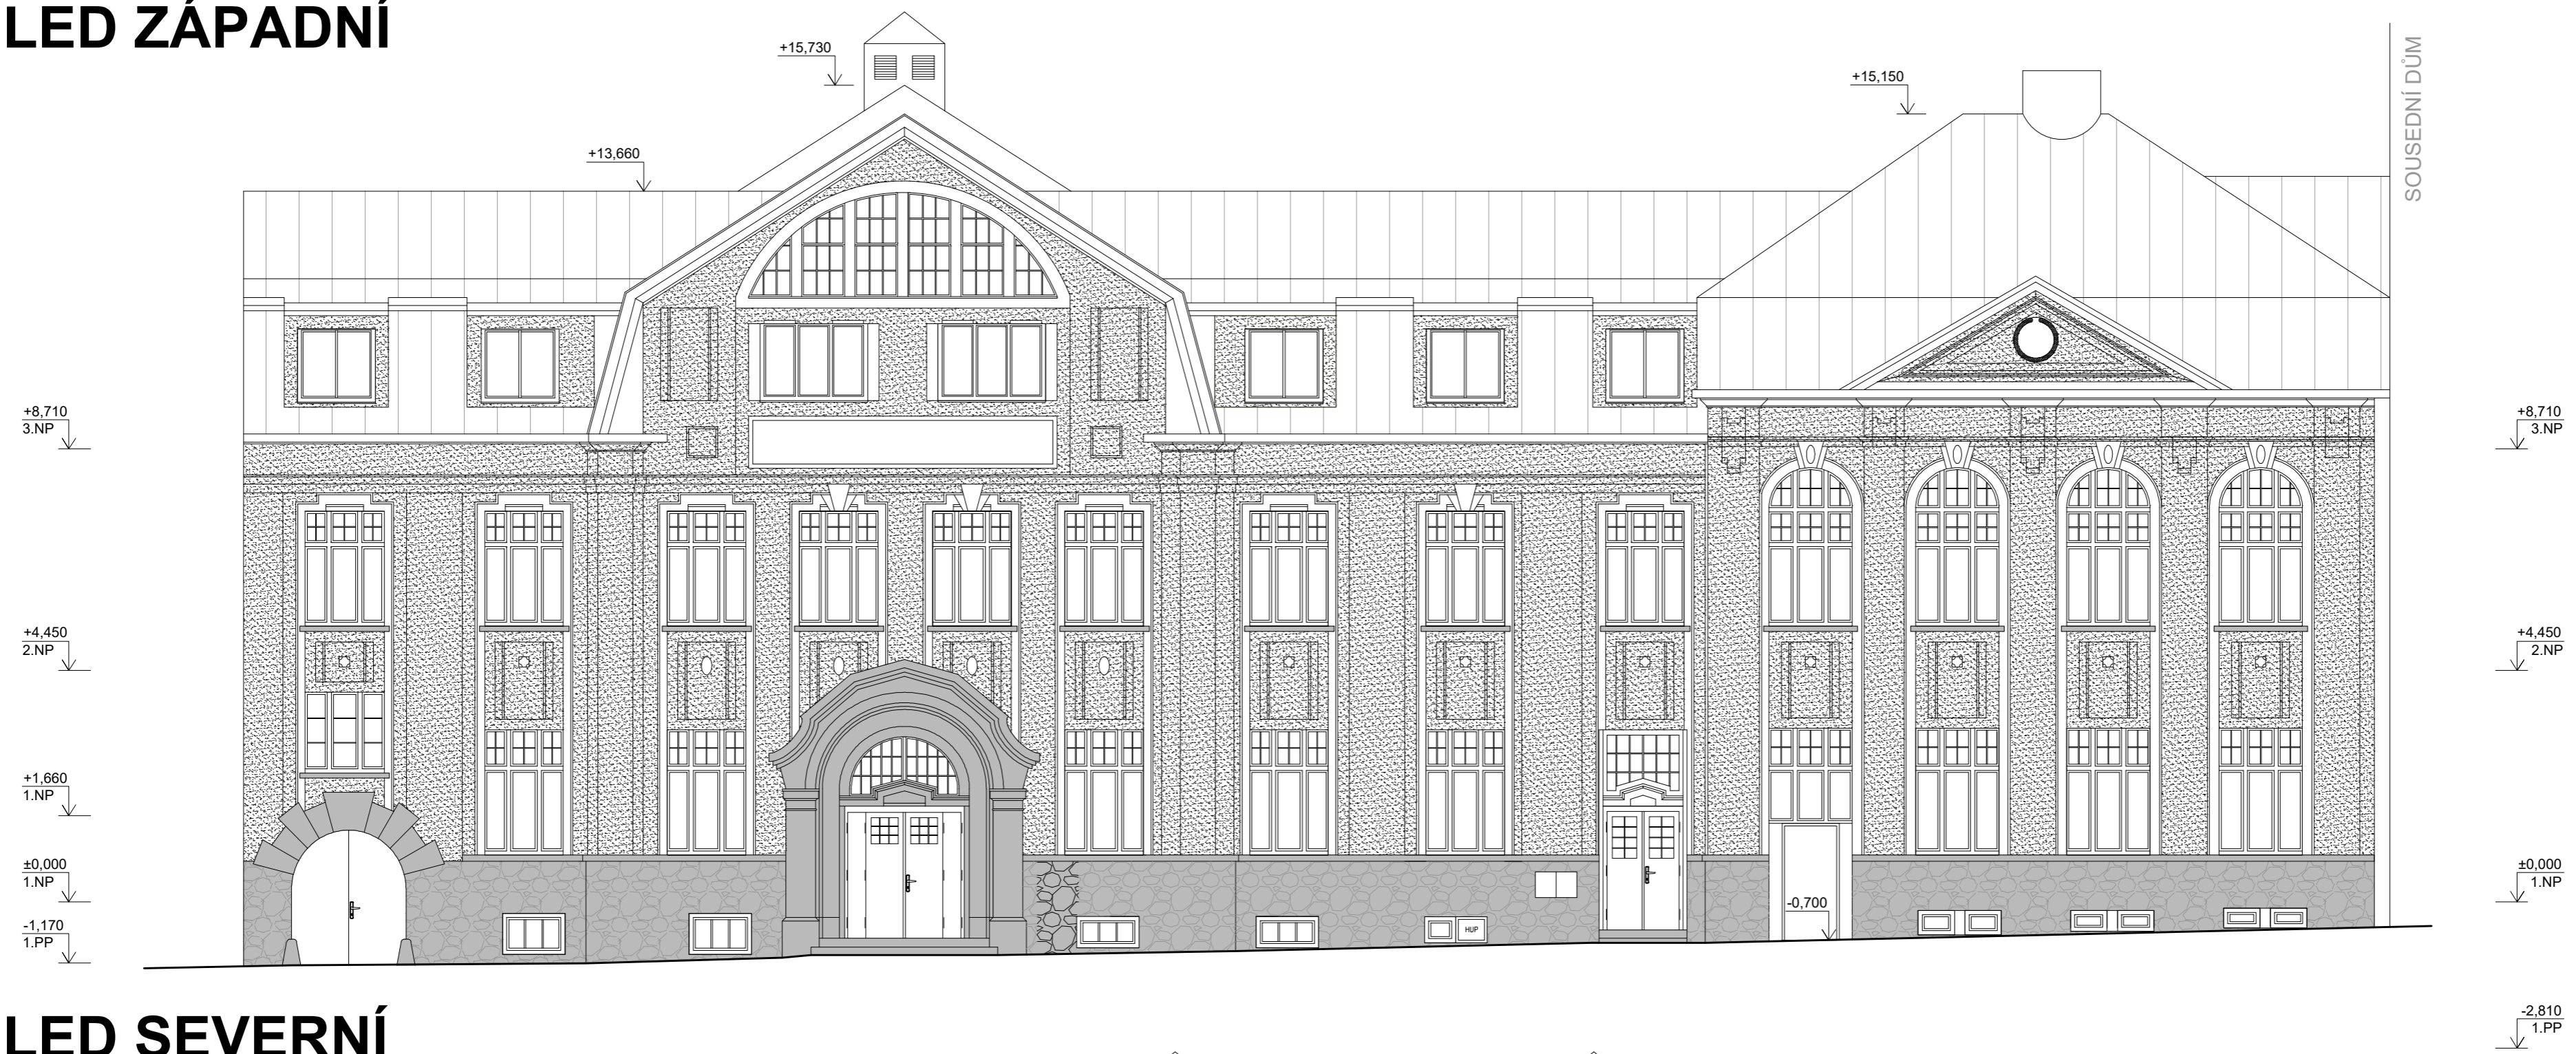 LED ZÁPADNÍ
+15,730
+15,150
SOUSEDNÍ DŮM
+13,660
+8,710
3.NP
+8,710
3.NP
+4,450
2.NP
+4,450
2.NP
+1,660
1.NP
±0,000
1.NP
±0,000
1.NP
-0,700
-1,170
1.PP
HUP
LED SEVERNÍ
-2,810
1.PP